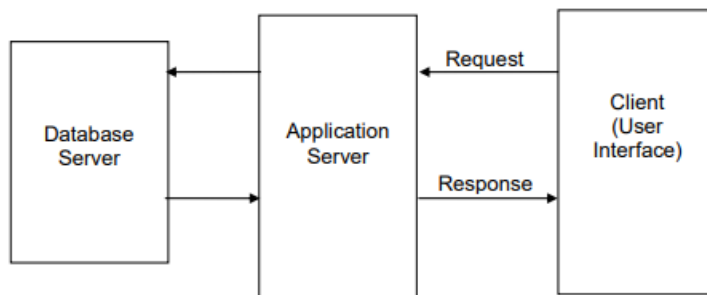 Database
Server
Application
Server
Request
Response
Client
(User
Interface)